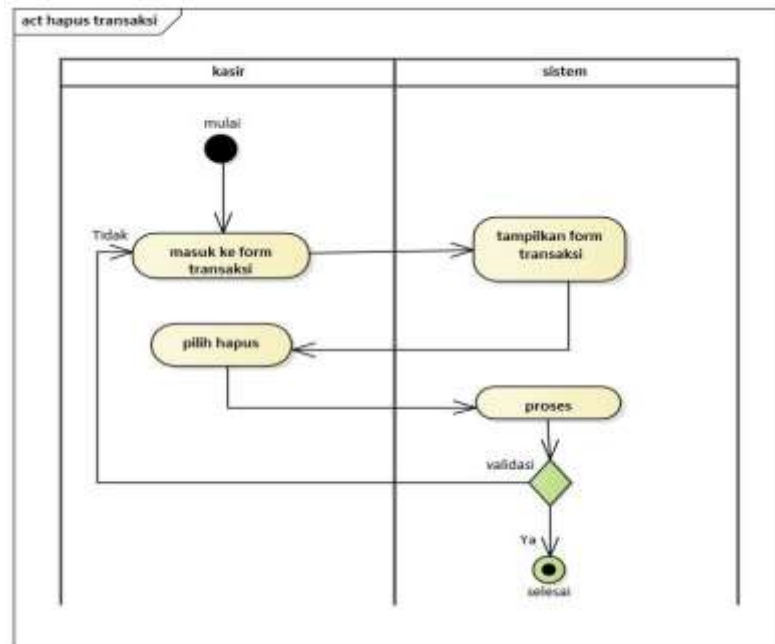 act hapus transaksi
kasir
sistem
mulai
Tidak
masuk ke form
transaksi
tampilkan form
transaksi
pilih hapus
proses
validasi
Ya
selesai